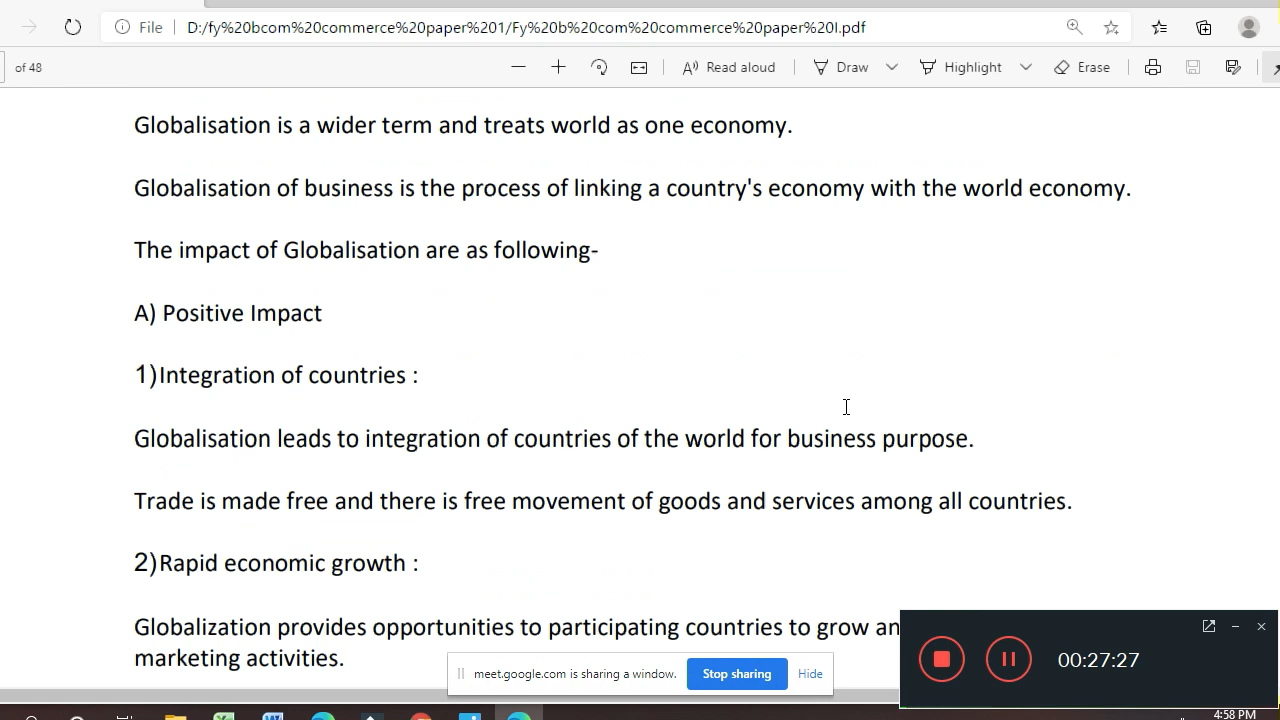 File D:/fy%20bcom%20commerce%20paper%201/Fy%20b%20com%20commerce%20paper%20I.pdf
of 48
Read aloud Draw Highlight Erase
Globalisation is a wider term and treats world as one economy.
Globalisation of business is the process of linking a country's economy with the world economy.
The impact of Globalisation are as following-
A) Positive Impact
1)Integration of countries :
Globalisation leads to integration of countries of the world for business purpose.
Trade is made free and there is free movement of goods and services among all countries.
2)Rapid economic growth :
Globalization provides opportunities to participating countries to grow an
marketing activities.
meet.google.com is sharing a window. Stop sharing Hide
00:27:27
4:58 PM